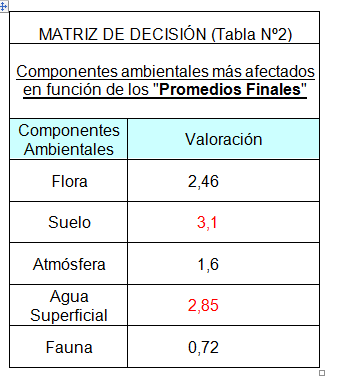 MATRIZ DE DECISIÓN (Tabla Nº2)
Componentes ambientales más afectados
en función de los "Promedios Finales"
Componentes
Ambientales
Valoración
Flora
2,46
Suelo
3,1
Atmósfera
1,6
Agua
Superficial
2,85
Fauna
0,72